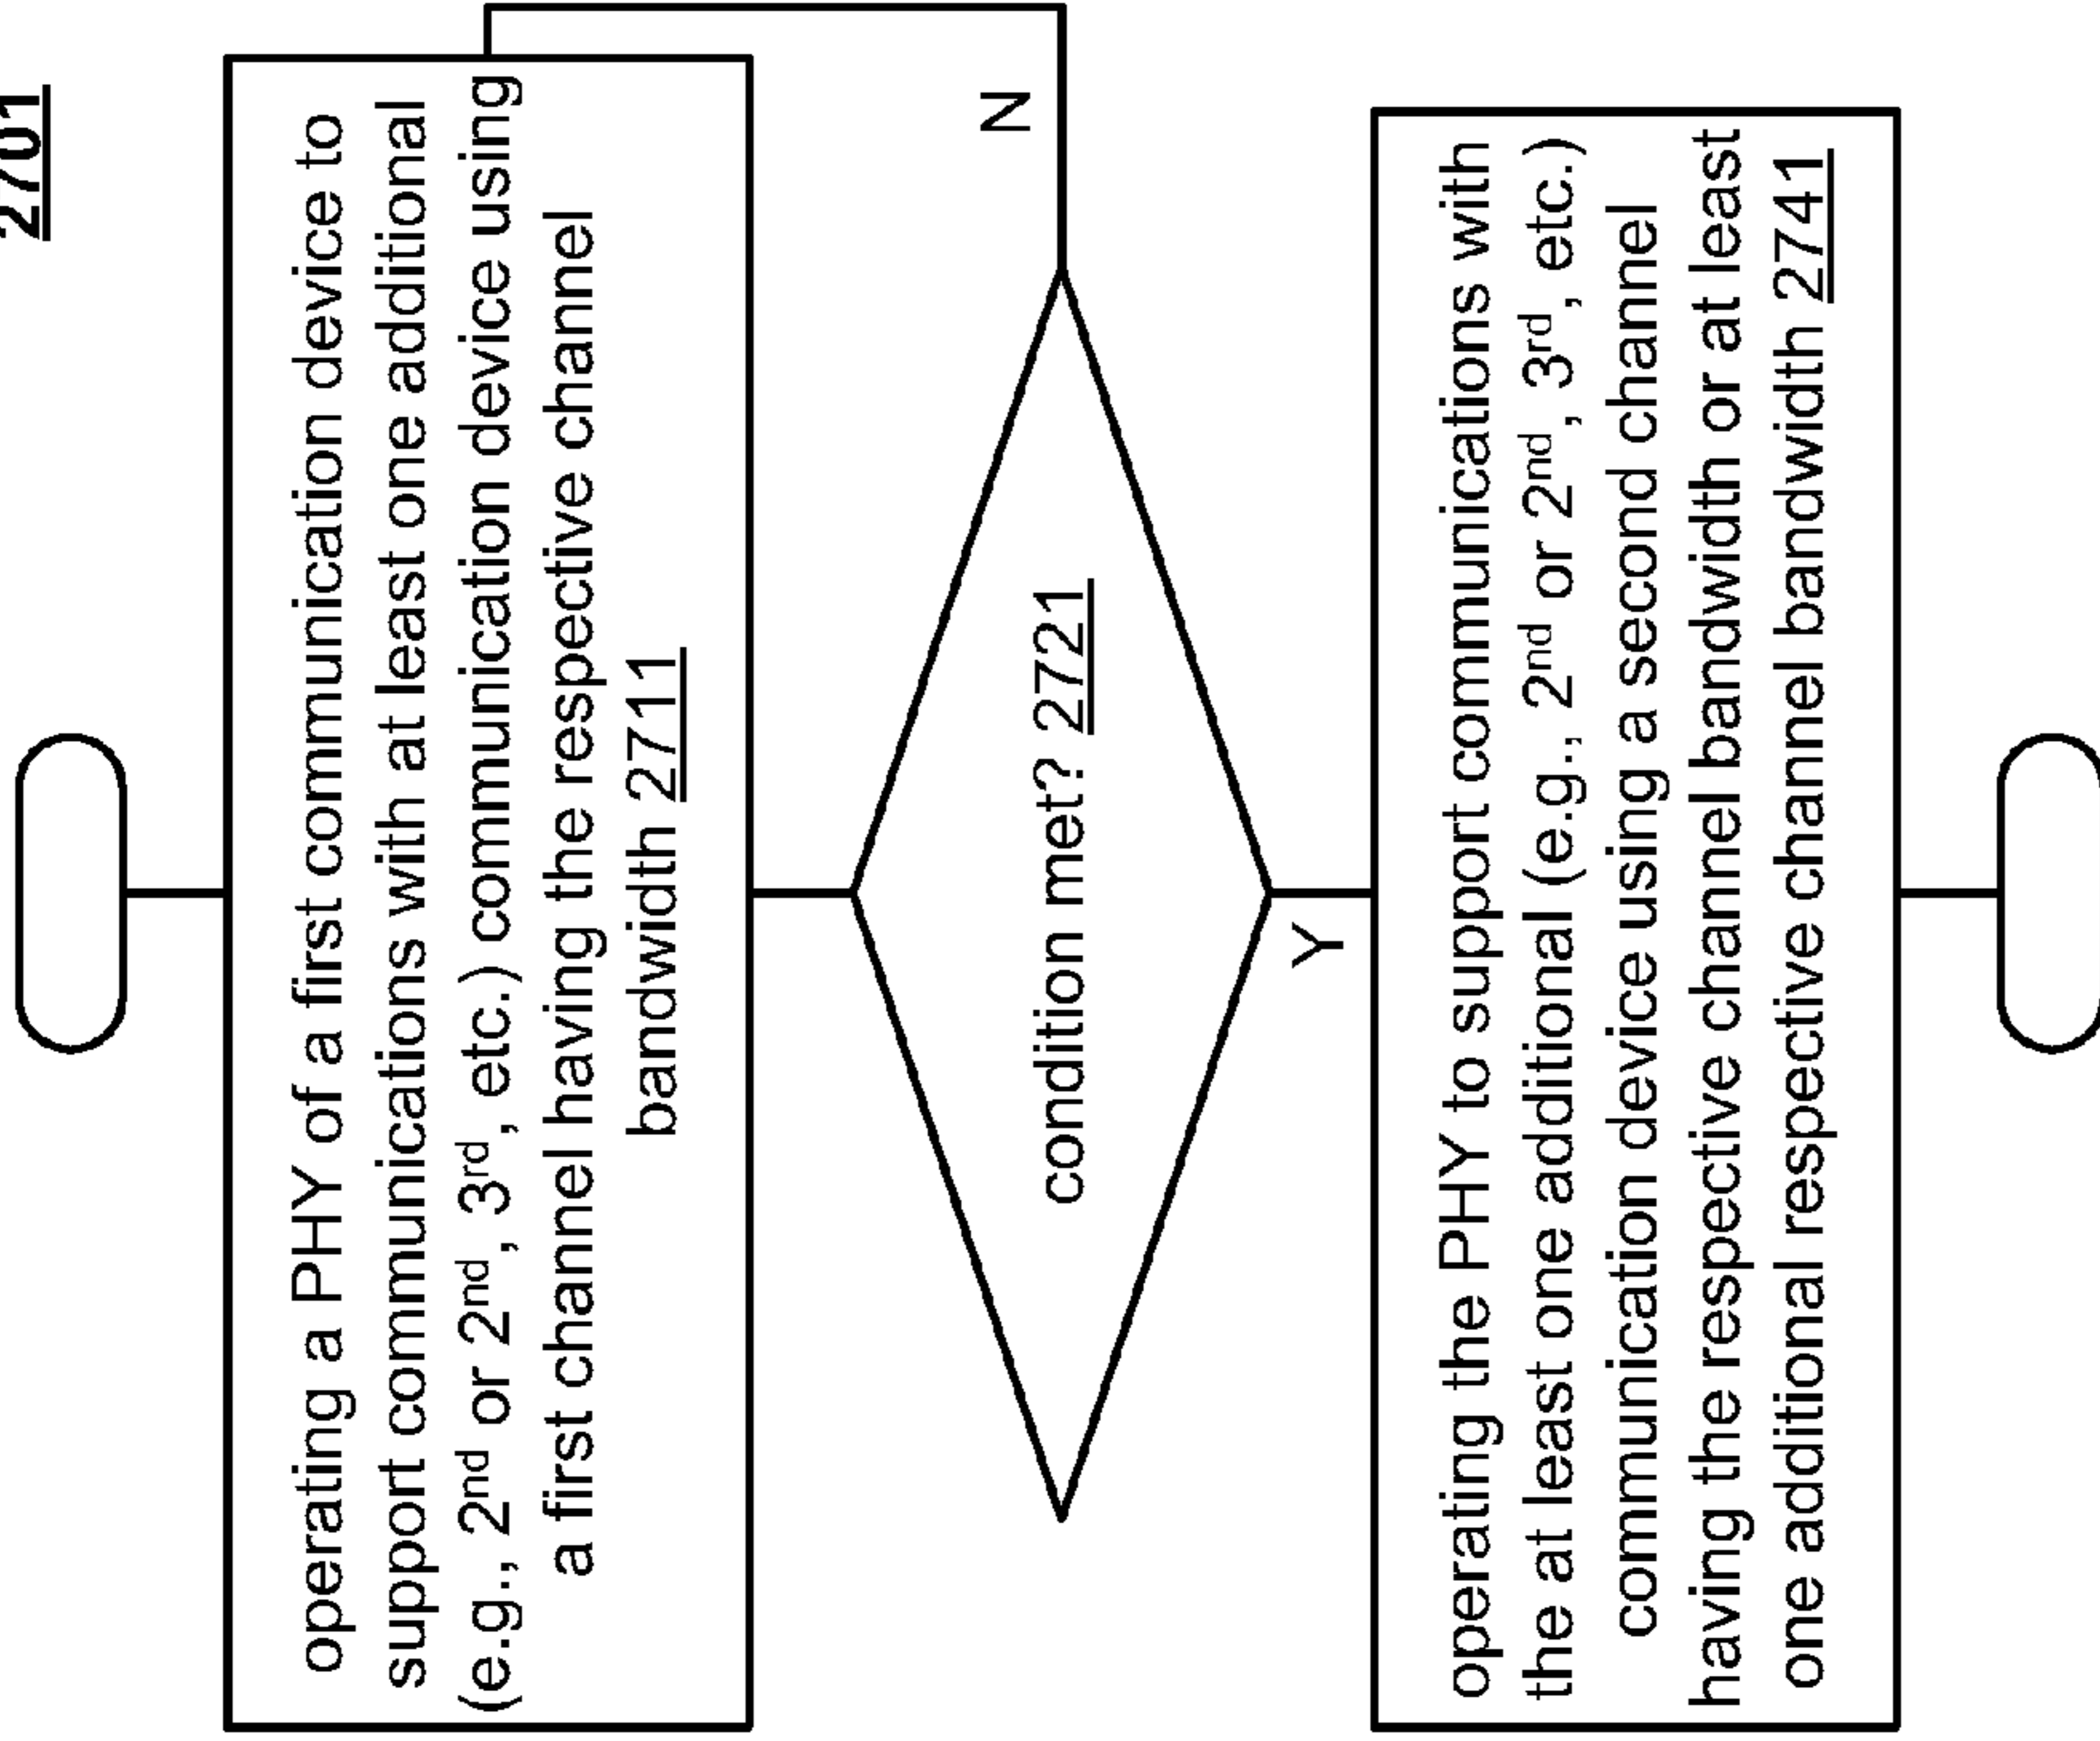 2701
operating a PHY of a first communication device to
support communications with at least one additional
(e.g., 2nd or 2nd, 3rd, etc.) communication device using
a first channel having the respective channel
bandwidth 2711
condition met? 2721
N
Y
operating the PHY to support communications with
the at least one additional (e.g., 2nd or 2nd, 3rd, etc.)
communication device using a second channel
having the respective channel bandwidth or at least
one additional respective channel bandwidth 2741